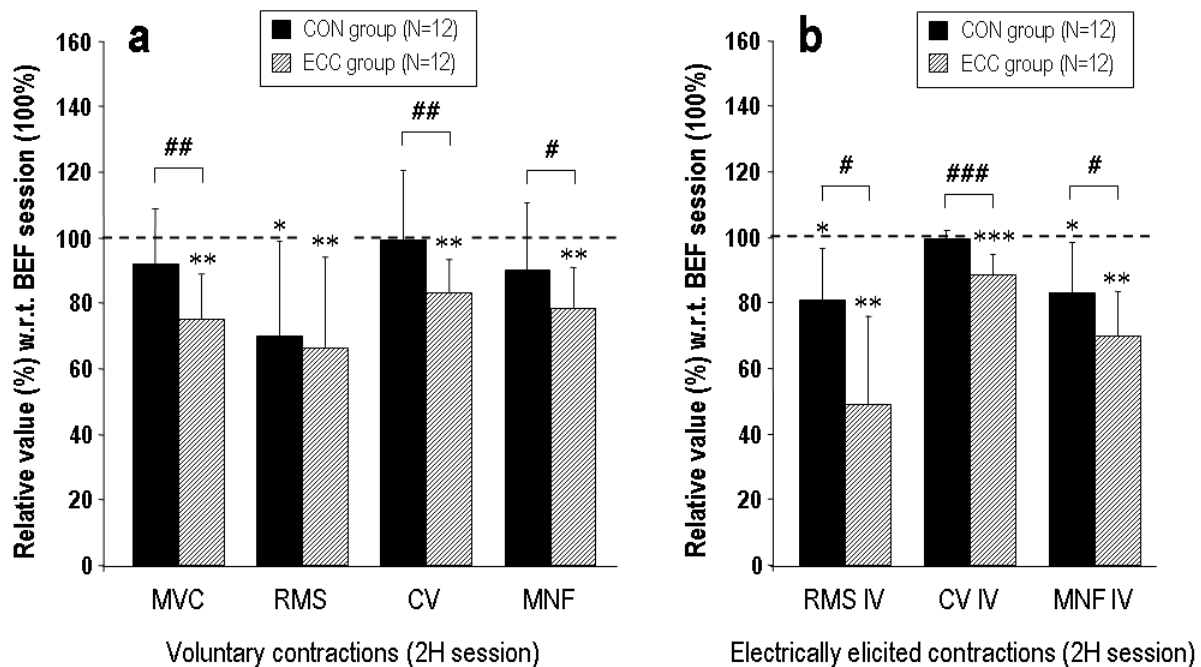 a
CON group (N=12)
ECC group (N=12)
Relative value (%) w.r.t. BEF session (100%)
160
140
120
100
80
60
40
20
0
##
##
#
**
*
**
**
**
MVC RMS CV MNF
Voluntary contractions (2H session)
b
CON group (N=12)
ECC group (N=12)
Relative value (%) w.r.t. BEF session (100%)
160
140
120
100
80
60
40
20
0
#
###
#
*
**
***
*
**
RMS IV CV IV MNF IV
Electrically elicited contractions (2H session)